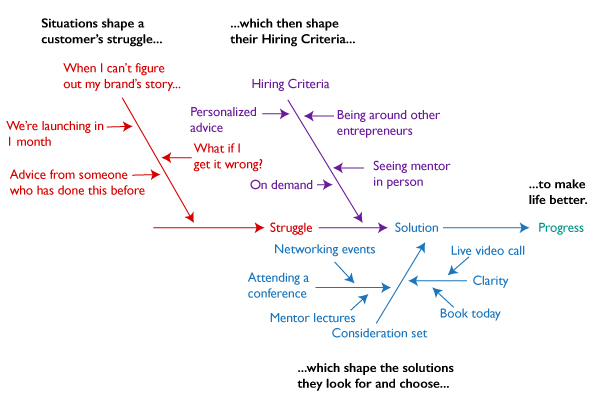 Situations shape a
customer's struggle...
...which then shape
their Hiring Criteria...
When I can't figure
out my brand's story...
Hiring Criteria
Personalized
advice
Being around other
entrepreneurs
We're launching in
1 month
What if I
get it wrong?
Advice from someone
who has done this before
Seeing mentor
in person
On demand
...to make
life better.
Struggle
Solution
Progress
Networking events
Live video call
Attending a
conference
Clarity
Mentor lectures
Book today
Consideration set
...which shape the solutions
they look for and choose...